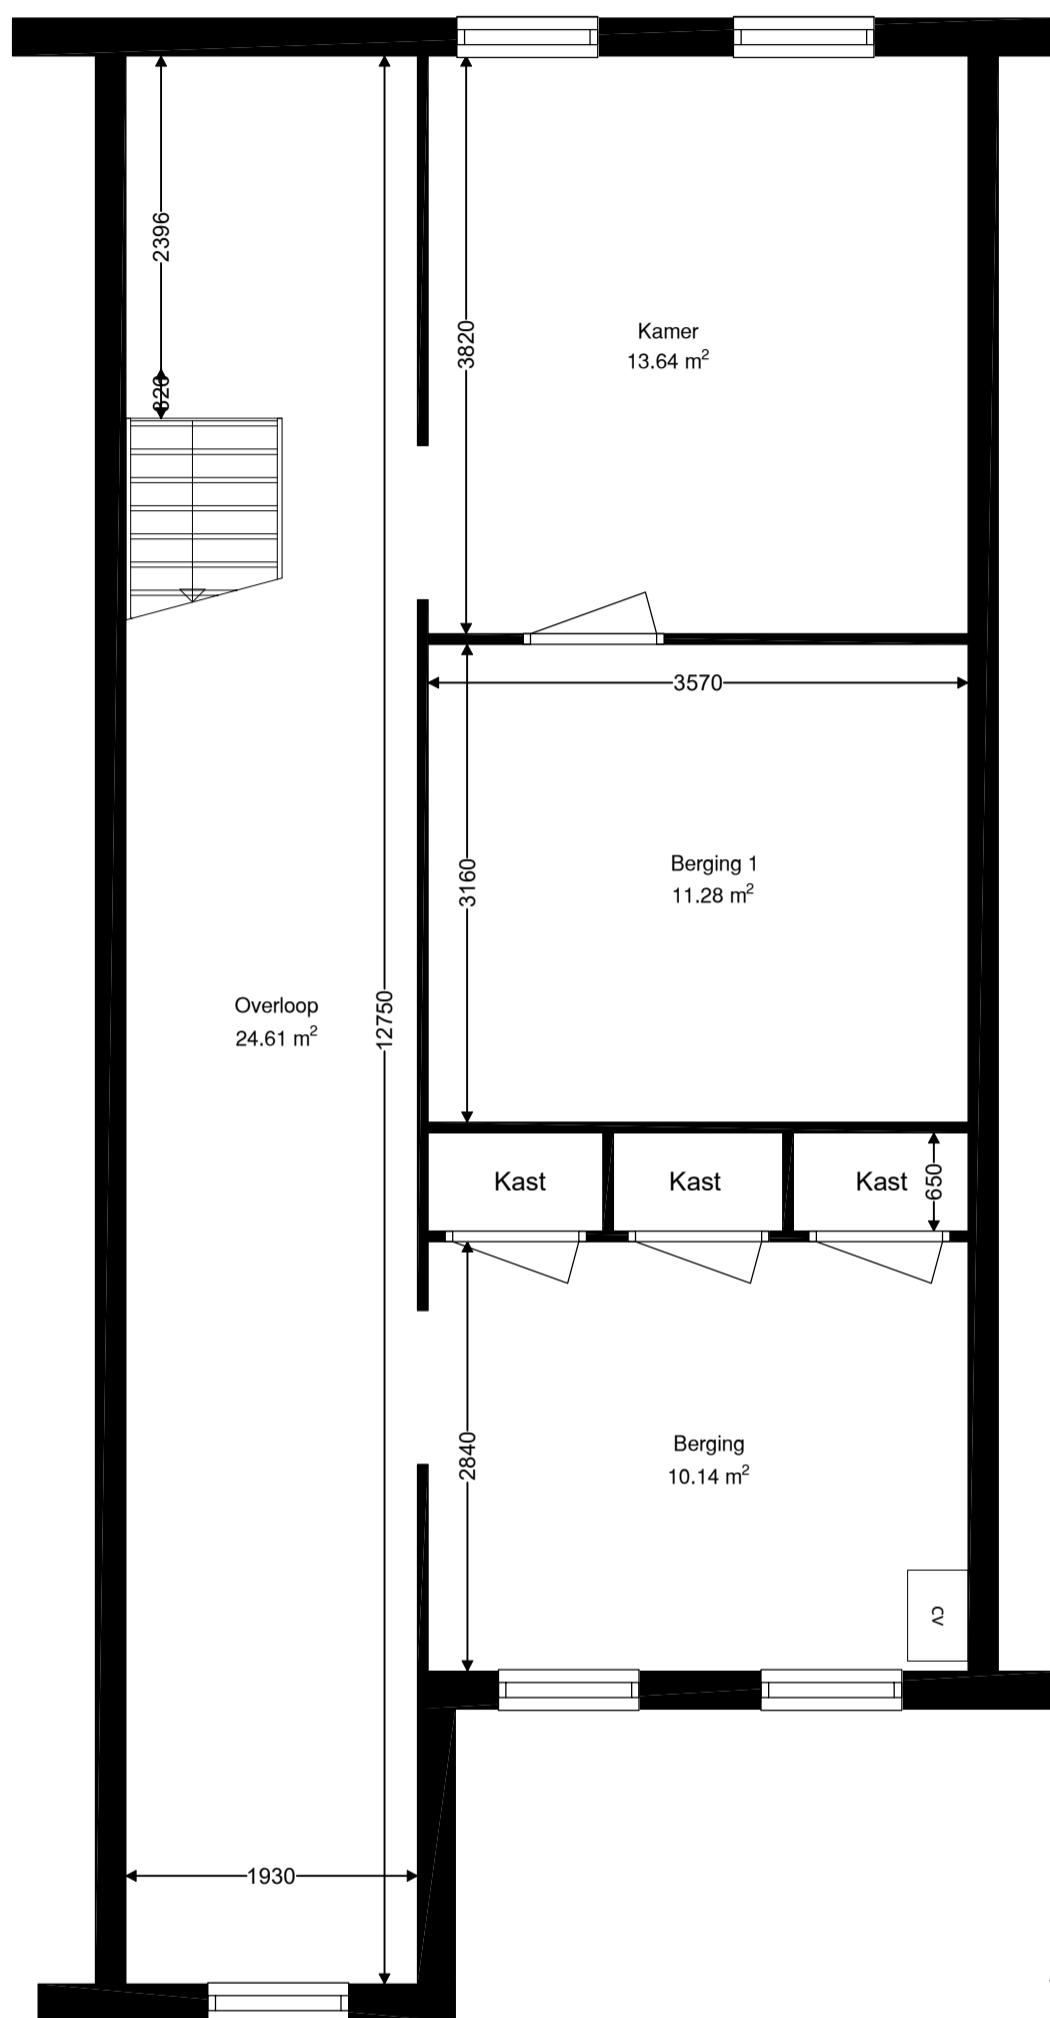 2396
826
3820
Kamer
13.64 m²
3570
3160
Berging 1
11.28 m²
Overloop
24.61 m²
12750
Kast
Kast
Kast
650
2840
Berging
10.14 m²
CV
1930